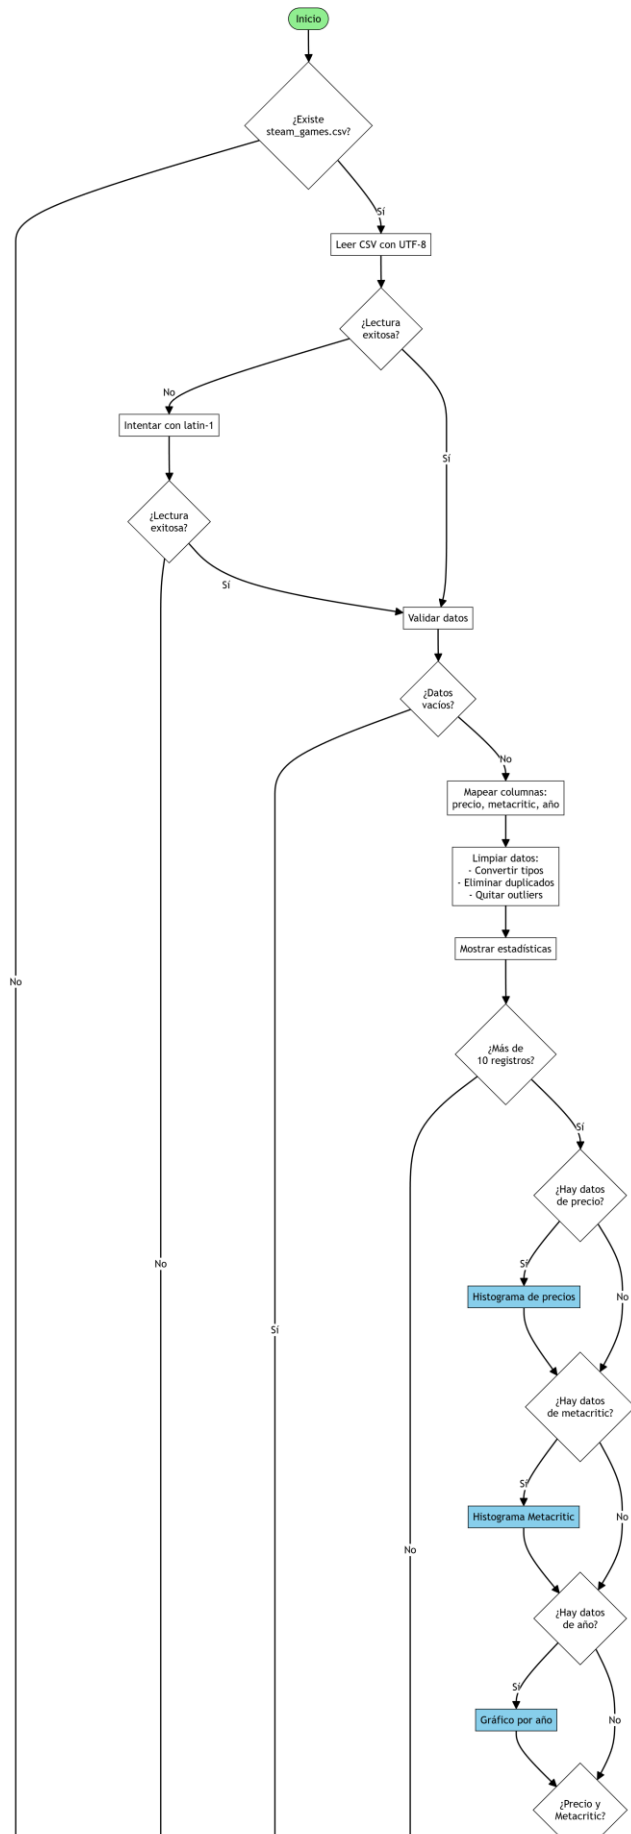 Inicio
¿Existe
steam_games.csv?
Sí
Leer CSV con UTF-8
¿Lectura
exitosa?
No
Intentar con latin-1
Sí
¿Lectura
exitosa?
Sí
Validar datos
¿Datos
vacíos?
No
Mapear columnas:
precio, metacritic, año
Limpiar datos:
- Convertir tipos
- Eliminar duplicados
- Quitar outliers
Mostrar estadísticas
No
¿Más de
10 registros?
Sí
¿Hay datos
de precio?
No
Sí
Histograma de precios
No
Sí
¿Hay datos
de metacritic?
Sí
Histograma Metacritic
No
No
¿Hay datos
de año?
Sí
Gráfico por año
No
¿Precio y
Metacritic?